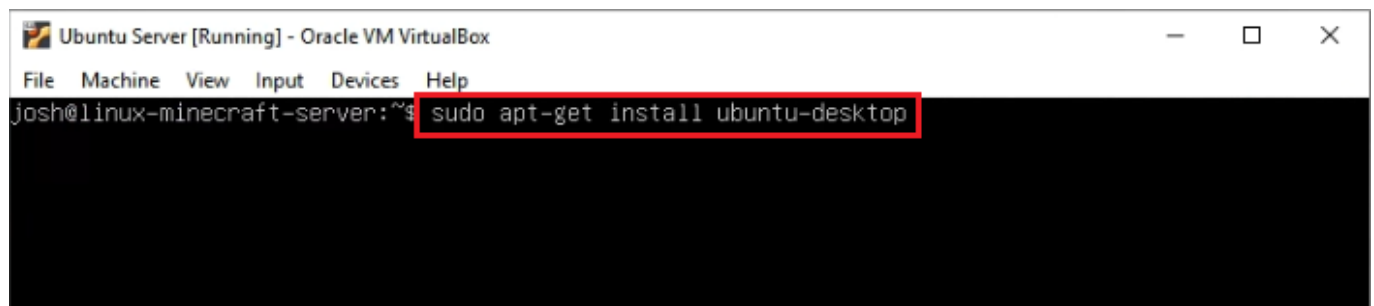 Ubuntu Server [Running] - Oracle VM VirtualBox
File Machine View Input Devices Help
josh@linux-minecraft-server:~$ sudo apt-get install ubuntu-desktop